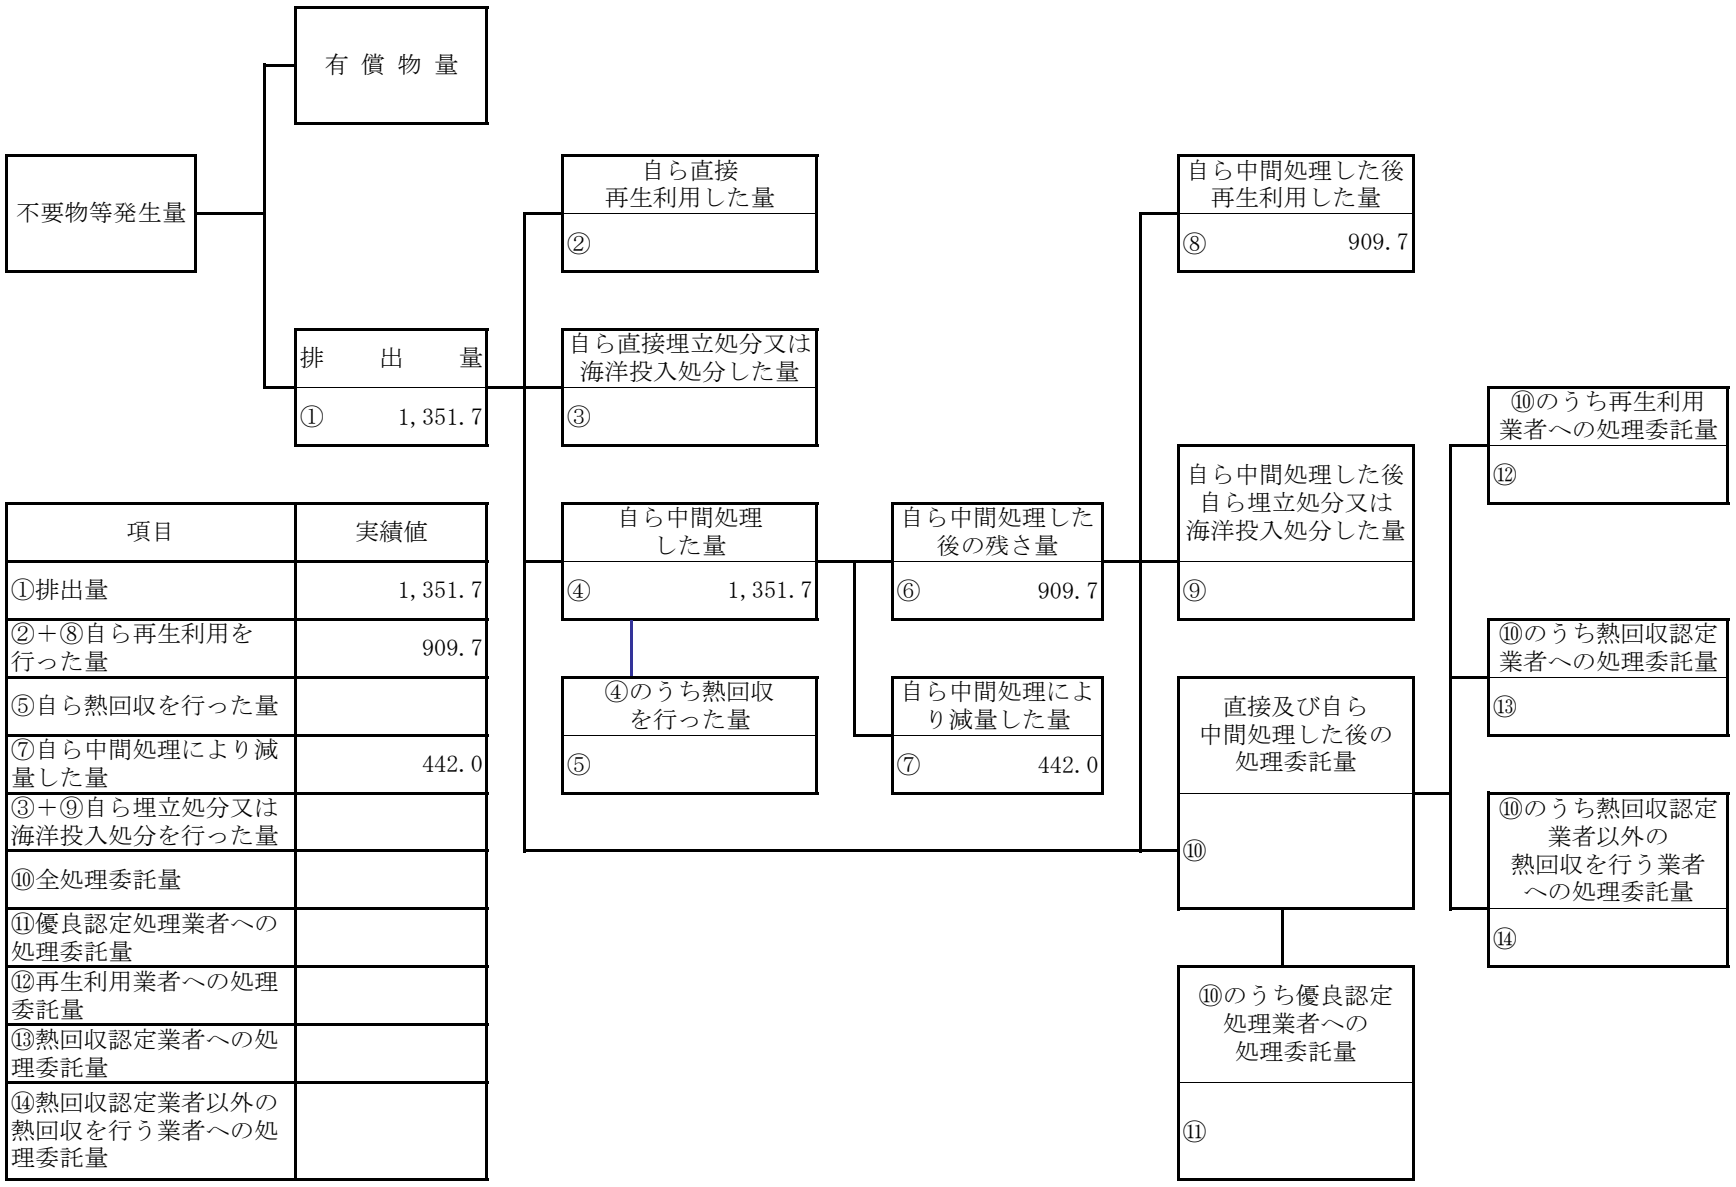 有償物量
不要物等発生量
排出量
① 1,351.7
自ら直接
再生利用した量
②
自ら直接埋立処分又は
海洋投入処分した量
③
自ら中間処理
した量
④ 1,351.7
④のうち熱回収
を行った量
⑤
自ら中間処理した
後の残さ量
⑥ 909.7
自ら中間処理によ
り減量した量
⑦ 442.0
自ら中間処理した後
再生利用した量
⑧ 909.7
自ら中間処理した後
自ら埋立処分又は
海洋投入処分した量
⑨
直接及び自ら
中間処理した後の
処理委託量
⑩
⑩のうち優良認定
処理業者への
処理委託量
⑪
⑩のうち再生利用
業者への処理委託量
⑫
⑩のうち熱回収認定
業者への処理委託量
⑬
⑩のうち熱回収認定
業者以外の
熱回収を行う業者
への処理委託量
⑭
項目 実績値
①排出量 1,351.7
②+⑧自ら再生利用を
行った量 909.7
⑤自ら熱回収を行った量
⑦自ら中間処理により減
量した量 442.0
③+⑨自ら埋立処分又は
海洋投入処分を行った量
⑩全処理委託量
⑪優良認定処理業者への
処理委託量
⑫再生利用業者への処理
委託量
⑬熱回収認定業者への処
理委託量
⑭熱回収認定業者以外の
熱回収を行う業者への処
理委託量